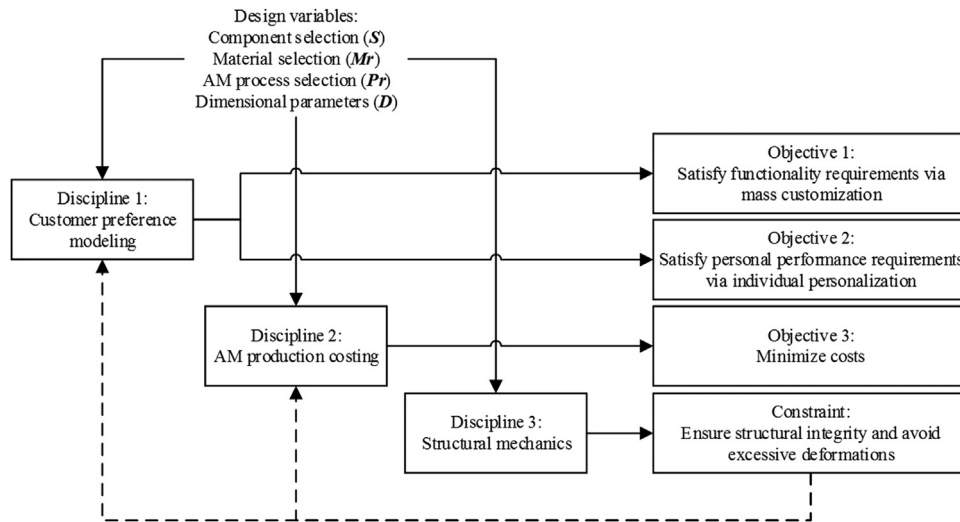 Design variables:
Component selection (S)
Material selection (Mr)
AM process selection (Pr)
Dimensional parameters (D)
Discipline 1:
Customer preference
modeling
Objective 1:
Satisfy functionality requirements via
mass customization
Objective 2:
Satisfy personal performance requirements
via individual personalization
Discipline 2:
AM production costing
Objective 3:
Minimize costs
Discipline 3:
Structural mechanics
Constraint:
Ensure structural integrity and avoid
excessive deformations